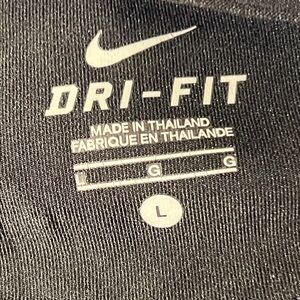 DRI-FIT
MADE IN THAILAND
FABRIQUE EN THAILANDE
L G G
L